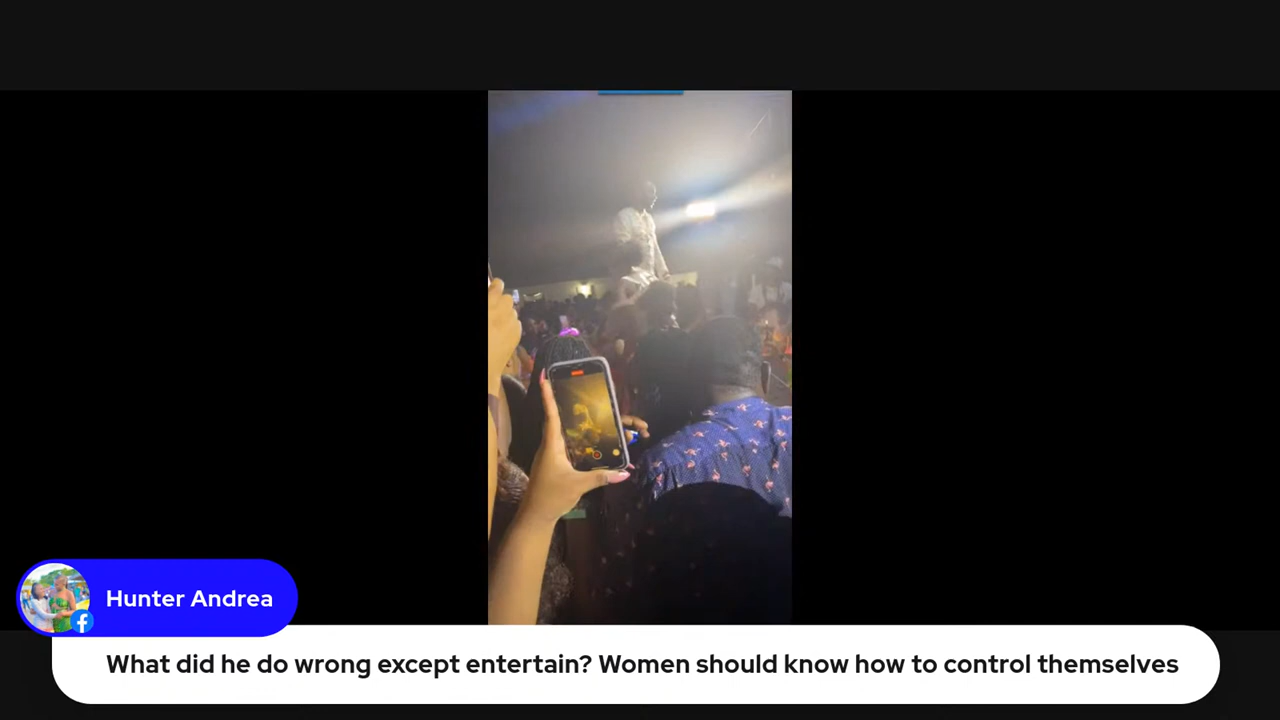 Hunter Andrea
What did he do wrong except entertain? Women should know how to control themselves